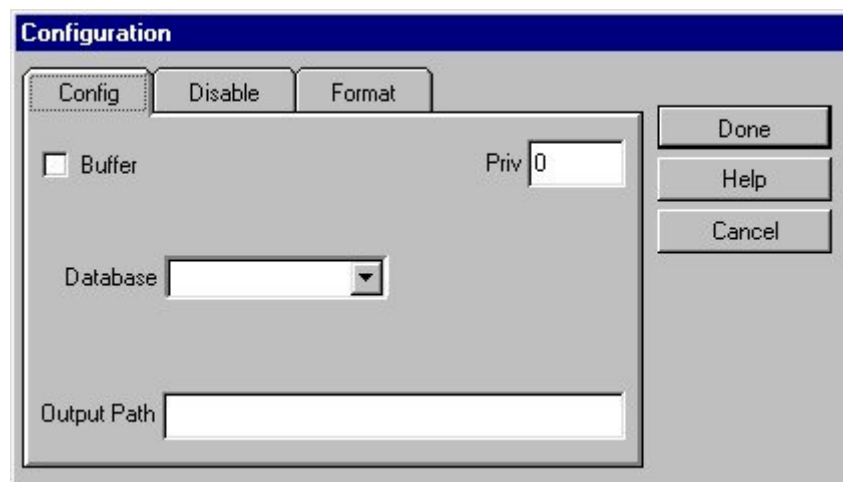 Configuration
Config Disable Format
Buffer Priv 0
Database
Output Path
Done
Help
Cancel